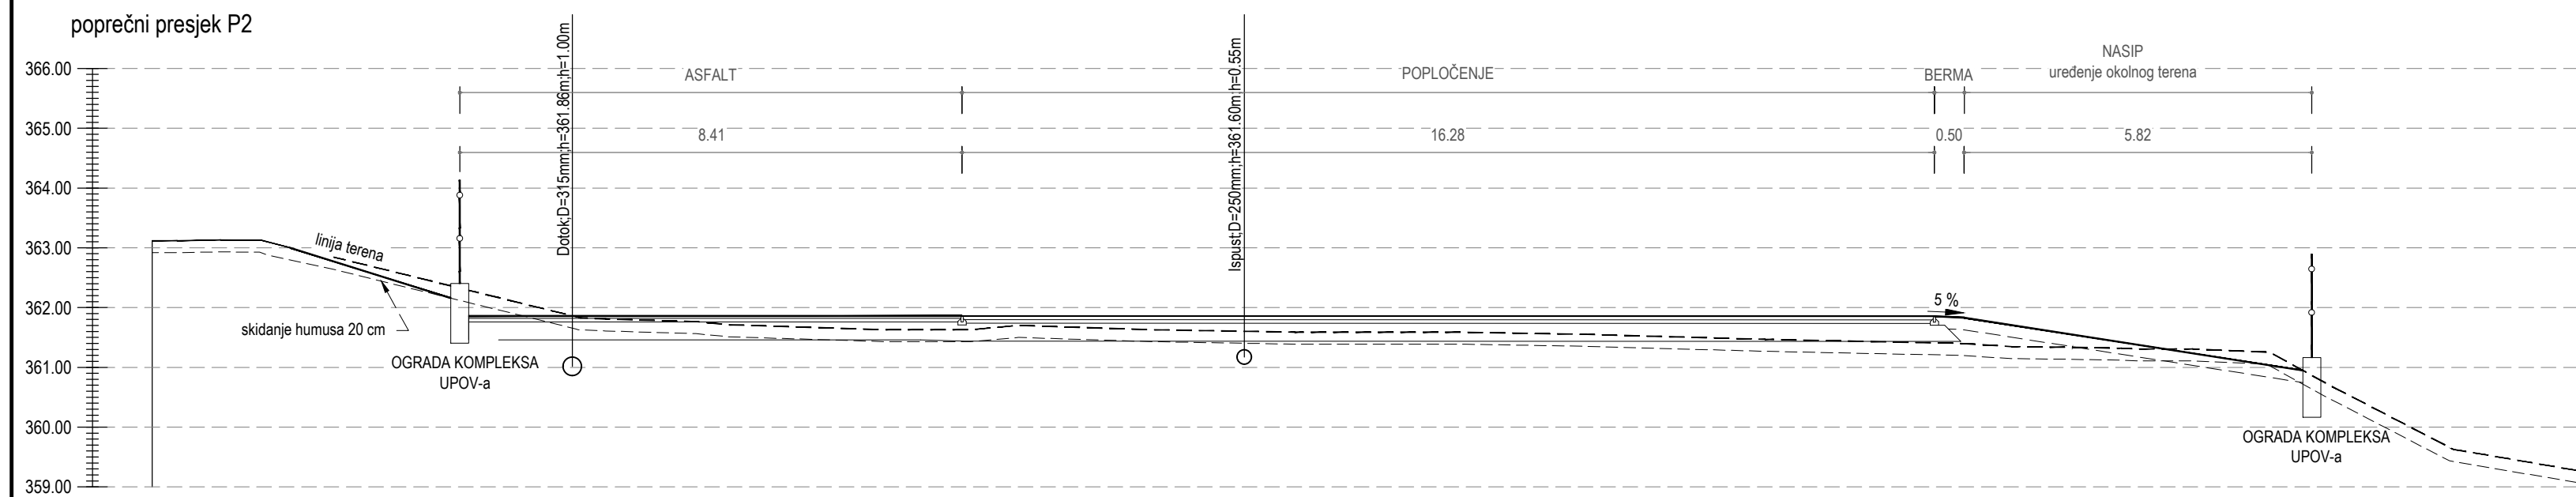 poprečni presjek P2
366.00
365.00
364.00
363.00
362.00
361.00
360.00
359.00
Dotok;D=315mm;h=361.86m;h=1.00m
Ispust;D=250mm;h=361.60m;h=0.55m
ASFALT
POPLOČENJE
BERMA
NASIP
uređenje okolnog terena
8.41
16.28
0.50
5.82
linija terena
skidanje humusa 20 cm
OGRADA KOMPLEKSA
UPOV-a
5 %
OGRADA KOMPLEKSA
UPOV-a